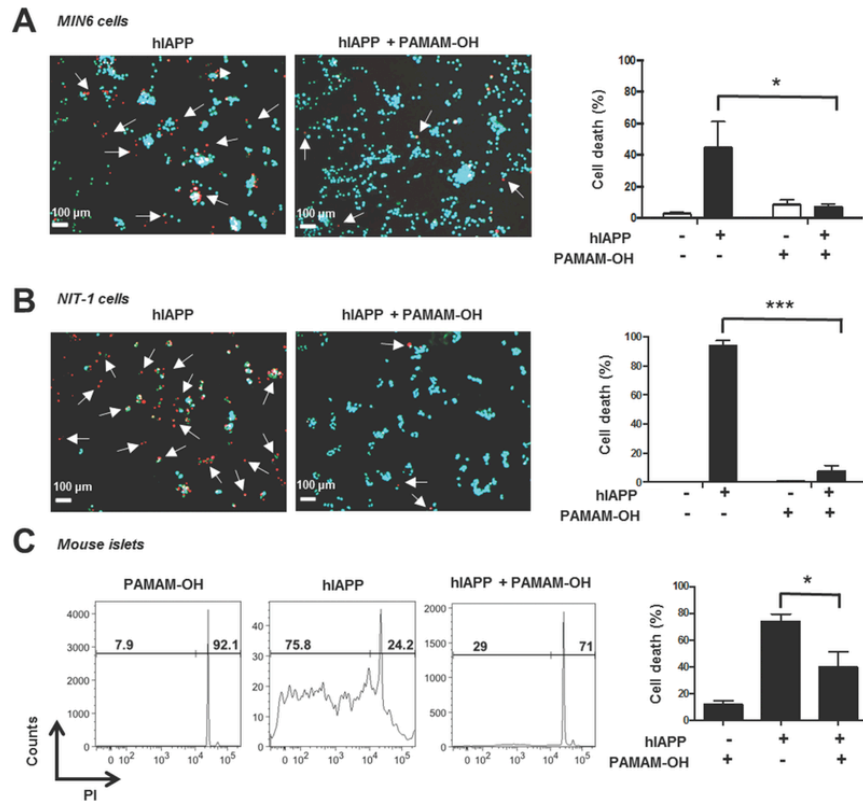 A MIN6 cells
hIAPP
hIAPP + PAMAM-OH
100 µm
100 µm
Cell death (%)
100
80
60
40
20
0
*
hIAPP - + - +
PAMAM-OH - - + +
B NIT-1 cells
hIAPP
hIAPP + PAMAM-OH
100 µm
100 µm
Cell death (%)
100
80
60
40
20
0
***
hIAPP - + - +
PAMAM-OH - - + +
C Mouse islets
PAMAM-OH
4000
3000
2000
1000
0
7.9 92.1
0 10² 10³ 10⁴ 10⁵
hIAPP
40
30
20
10
0
75.8 24.2
0 10² 10³ 10⁴ 10⁵
hIAPP + PAMAM-OH
2000
1500
1000
500
0
29 71
0 10² 10³ 10⁴ 10⁵
Counts
PI
Cell death (%)
100
80
60
40
20
0
*
hIAPP - + +
PAMAM-OH + - +